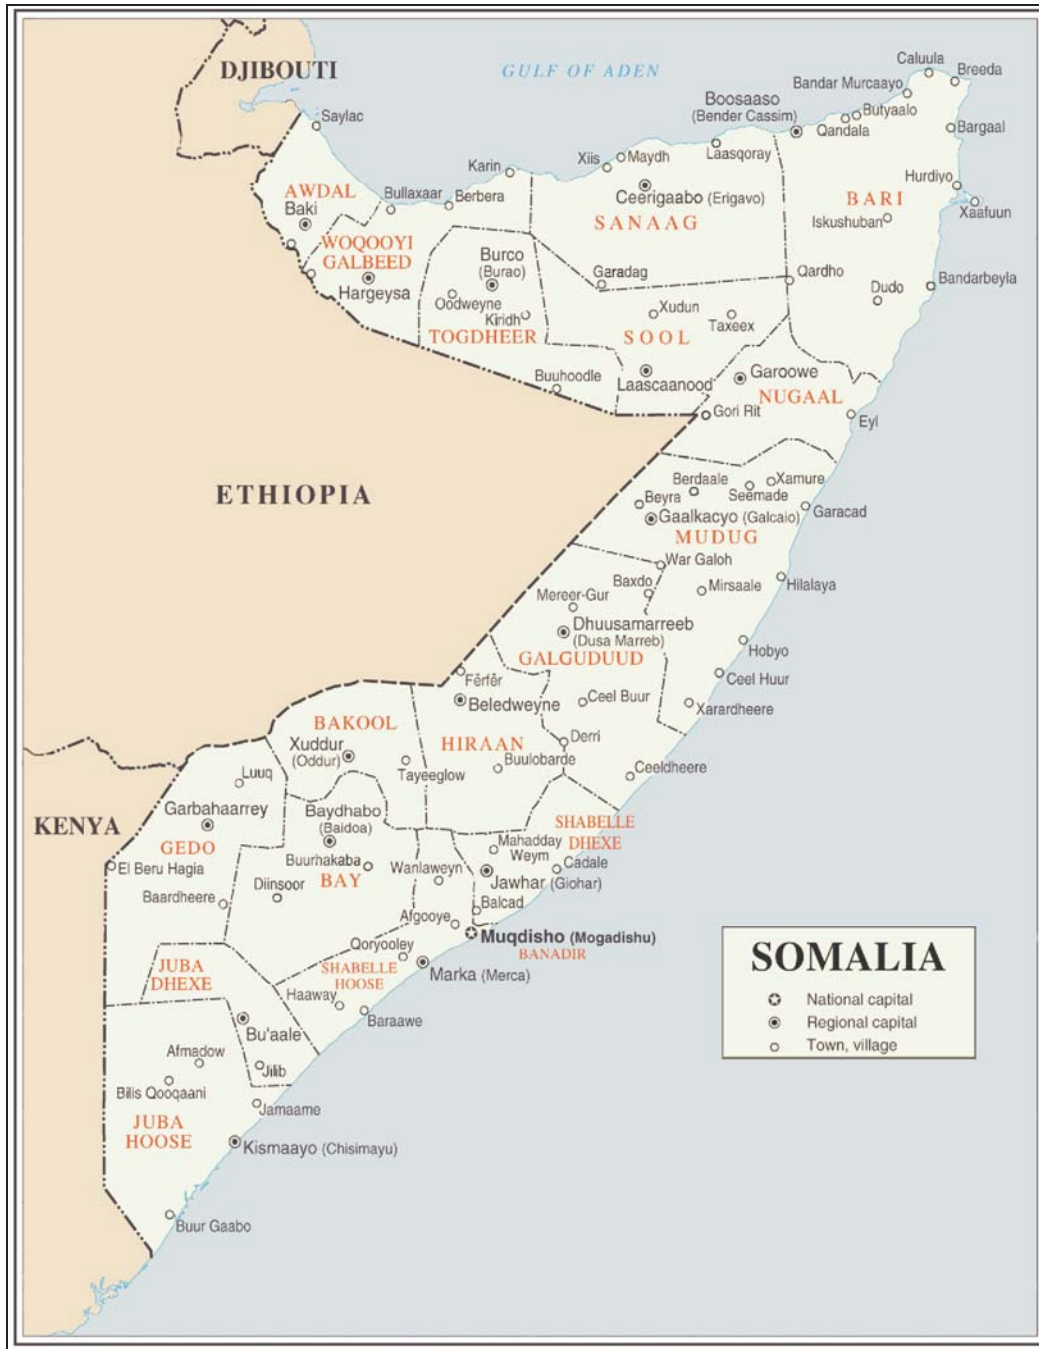 DJIBOUTI
GULF OF ADEN
Caluula
Breeda
Bandar Murcaayo
Boosaaso
(Bender Cassim)
Butyaalo
Qandala
Bargaal
Saylac
Karin
Xiis
Maydh
Laasqoray
Hurdiyo
AWDAL
Baki
Bullaxaar
Berbera
Ceerigaabo (Erigavo)
SANAAG
BARI
Iskushuban
Xaafuun
WOQOOYI
GALBEED
Hargeysa
Burco
(Burao)
Oodweyne
Kiridh
TOGDHEER
Garadag
Qardho
Dudo
Bandarbeyla
Xudun
Taxeex
SOOL
Laascaanood
Buuhoodle
Garoowe
NUGAAL
Gori Rit
Eyl
ETHIOPIA
Berdaale
Xamure
Beyra
Seemade
Gaalkacyo (Galcaio)
Garacad
MUDUG
War Galoh
Baxdo
Mirsaale
Hilalaya
Mereer-Gur
Dhuusamarreeb
(Dusa Marreb)
GALGUDUUD
Hobyo
Fêrfêr
Ceel Huur
Beledweyne
Ceel Buur
Xarardheere
BAKOOL
Xuddur
(Oddur)
HIRAAN
Derri
Tayeeglow
Buulobarde
Ceeldheere
Luuq
KENYA
Garbahaarrey
GEDO
Baydhabo
(Baidoa)
SHABELLE
DHEXE
Mahadday
Weym
Cadale
El Beru Hagia
Buurhakaba
BAY
Wanlaweyn
Jawhar (Giohar)
Baardheere
Diinsoor
Balcad
Afgooye
Muqdisho (Mogadishu)
BANADIR
Qoryooley
JUBA
DHEXE
SHABELLE
HOOSE
Marka (Merca)
Haaway
Baraawe
Bu'aale
Afmadow
Jilib
Bilis Qooqaani
Jamaame
JUBA
HOOSE
Kismaayo (Chisimayu)
Buur Gaabo
SOMALIA
National capital
Regional capital
Town, village